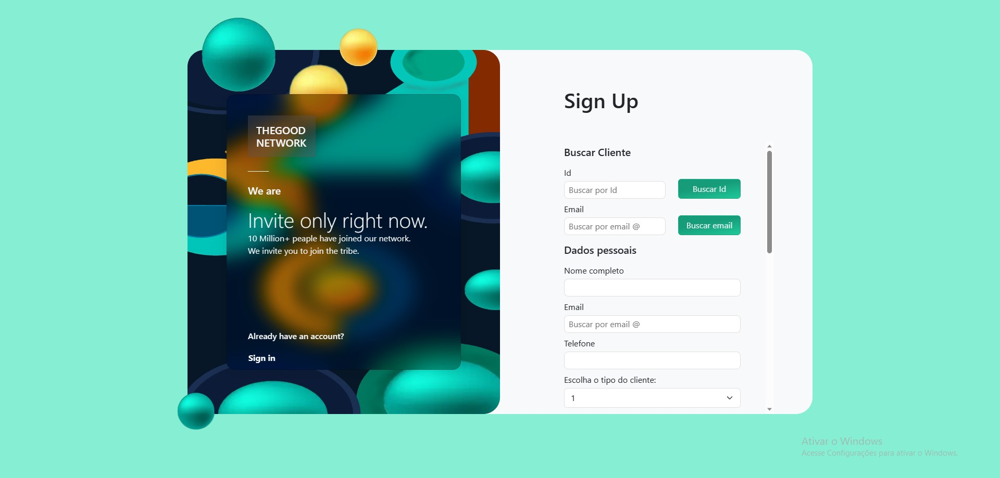 THEGOOD
NETWORK
We are
Invite only right now.
10 Million+ peaple have joined our network.
We invite you to join the tribe.
Already have an account?
Sign in
Sign Up
Buscar Cliente
Id
Buscar por Id
Buscar Id
Email
Buscar por email @
Buscar email
Dados pessoais
Nome completo
Email
Buscar por email @
Telefone
Escolha o tipo do cliente:
1
Ativar o Windows
Acesse Configurações para ativar o Windows.